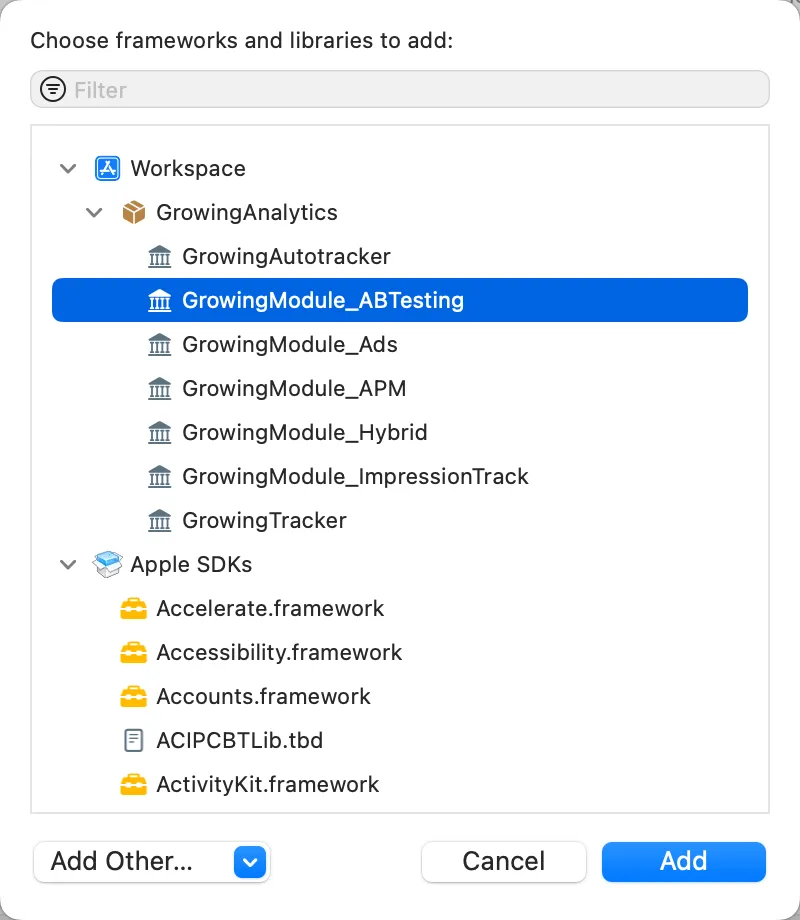 Choose frameworks and libraries to add:
Filter
Workspace
GrowingAnalytics
GrowingAutotracker
GrowingModule_ABTesting
GrowingModule_Ads
GrowingModule_APM
GrowingModule_Hybrid
GrowingModule_ImpressionTrack
GrowingTracker
Apple SDKs
Accelerate.framework
Accessibility.framework
Accounts.framework
ACIPCBTLib.tbd
ActivityKit.framework
Add Other... Cancel Add